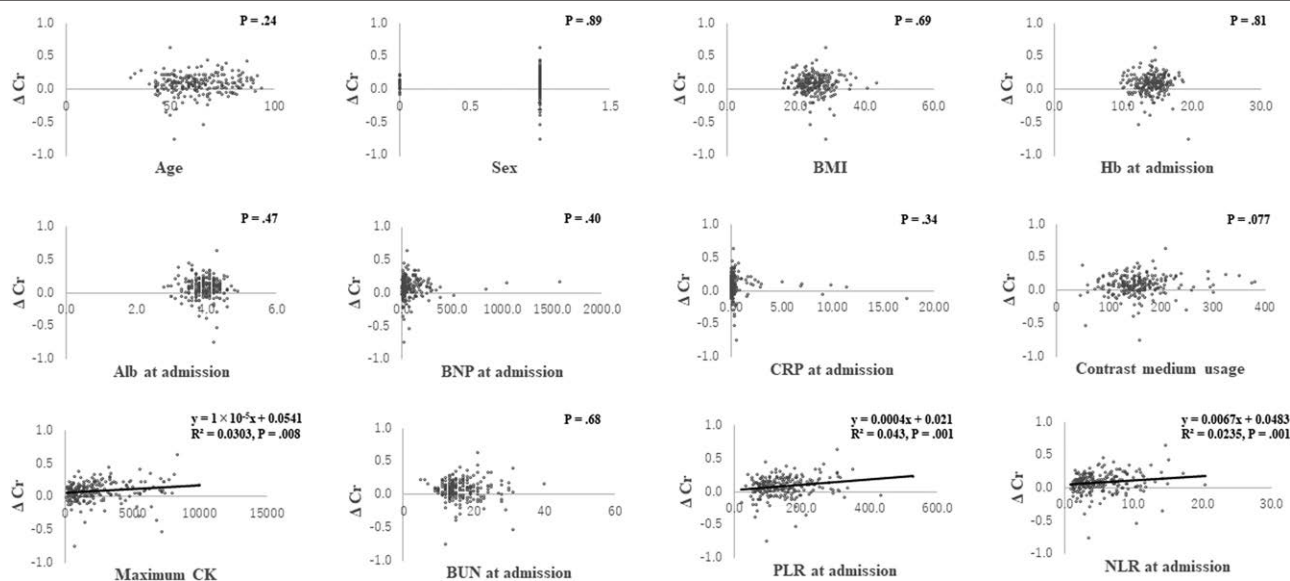 P = .24
1.0
0.5
0.0
-0.5
-1.0
Δ Cr
0
50
100
Age
P = .89
1.0
0.5
0.0
-0.5
-1.0
Δ Cr
0
0.5
1.5
Sex
P = .69
1.0
0.5
0.0
-0.5
-1.0
Δ Cr
0.0
20.0
40.0
60.0
BMI
P = .81
1.0
0.5
0.0
-0.5
-1.0
Δ Cr
0.0
10.0
20.0
30.0
Hb at admission
P = .47
1.0
0.5
0.0
-0.5
-1.0
Δ Cr
0.0
2.0
4.0
6.0
Alb at admission
P = .40
1.0
0.5
0.0
-0.5
-1.0
Δ Cr
0.0
500.0
1000.0
1500.0
2000.0
BNP at admission
P = .34
1.0
0.5
0.0
-0.5
-1.0
Δ Cr
0.00
5.00
10.00
15.00
20.00
CRP at admission
P = .077
1.0
0.5
0.0
-0.5
-1.0
Δ Cr
0
100
200
300
400
Contrast medium usage
y = 1×10⁻⁵x + 0.0541
R² = 0.0303, P = .008
1.0
0.5
0.0
-0.5
-1.0
Δ Cr
0
5000
10000
15000
Maximum CK
P = .68
1.0
0.5
0.0
-0.5
-1.0
Δ Cr
0
20
40
60
BUN at admission
y = 0.0004x + 0.021
R² = 0.043, P = .001
1.0
0.5
0.0
-0.5
-1.0
Δ Cr
0.0
200.0
400.0
600.0
PLR at admission
y = 0.0067x + 0.0483
R² = 0.0235, P = .001
1.0
0.5
0.0
-0.5
-1.0
Δ Cr
0.0
10.0
20.0
30.0
NLR at admission